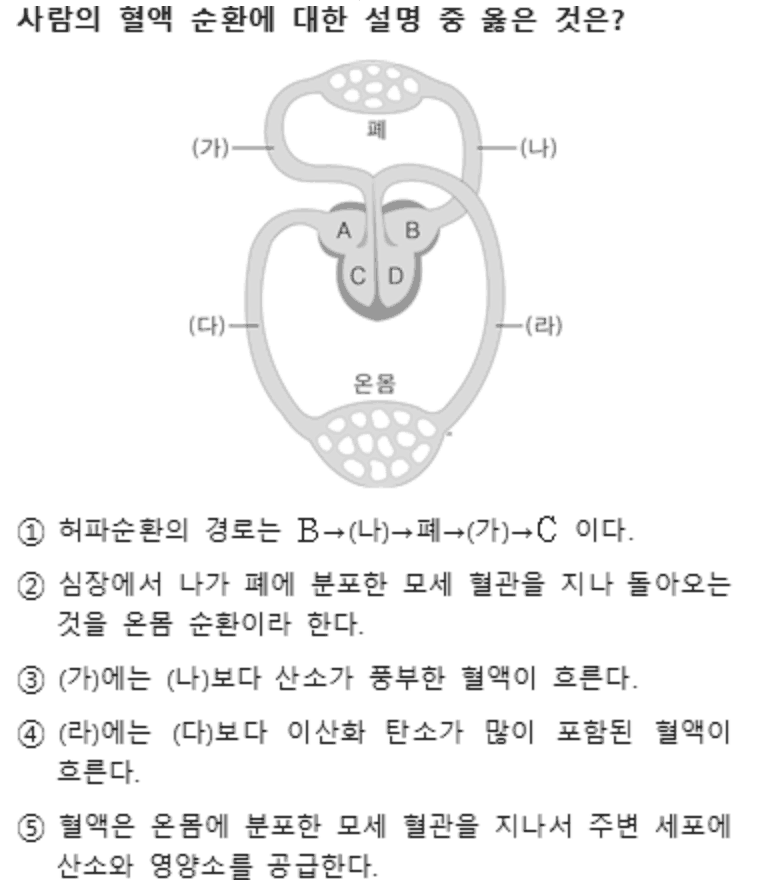 사람의 혈액 순환에 대한 설명 중 옳은 것은?
폐
(가)
(나)
A
B
C
D
(다)
(라)
온몸
① 허파순환의 경로는 B→(나)→폐→(가)→C 이다.
② 심장에서 나가 폐에 분포한 모세 혈관을 지나 돌아오는
것을 온몸 순환이라 한다.
③ (가)에는 (나)보다 산소가 풍부한 혈액이 흐른다.
④ (라)에는 (다)보다 이산화 탄소가 많이 포함된 혈액이
흐른다.
⑤ 혈액은 온몸에 분포한 모세 혈관을 지나서 주변 세포에
산소와 영양소를 공급한다.